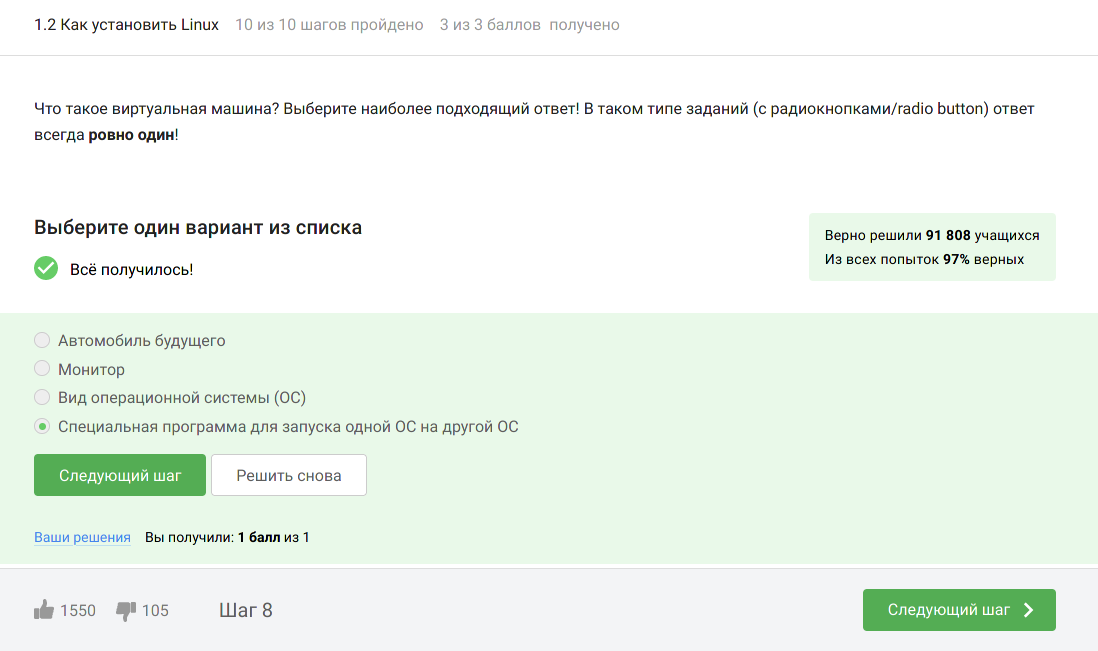 1.2 Как установить Linux 10 из 10 шагов пройдено 3 из 3 баллов получено
Что такое виртуальная машина? Выберите наиболее подходящий ответ! В таком типе заданий (с радиокнопками/radio button) ответ
всегда ровно один!
Выберите один вариант из списка
Всё получилось!
Верно решили 91 808 учащихся
Из всех попыток 97% верных
Автомобиль будущего
Монитор
Вид операционной системы (ОС)
Специальная программа для запуска одной ОС на другой ОС
Следующий шаг Решить снова
Ваши решения Вы получили: 1 балл из 1
1550 105 Шаг 8 Следующий шаг